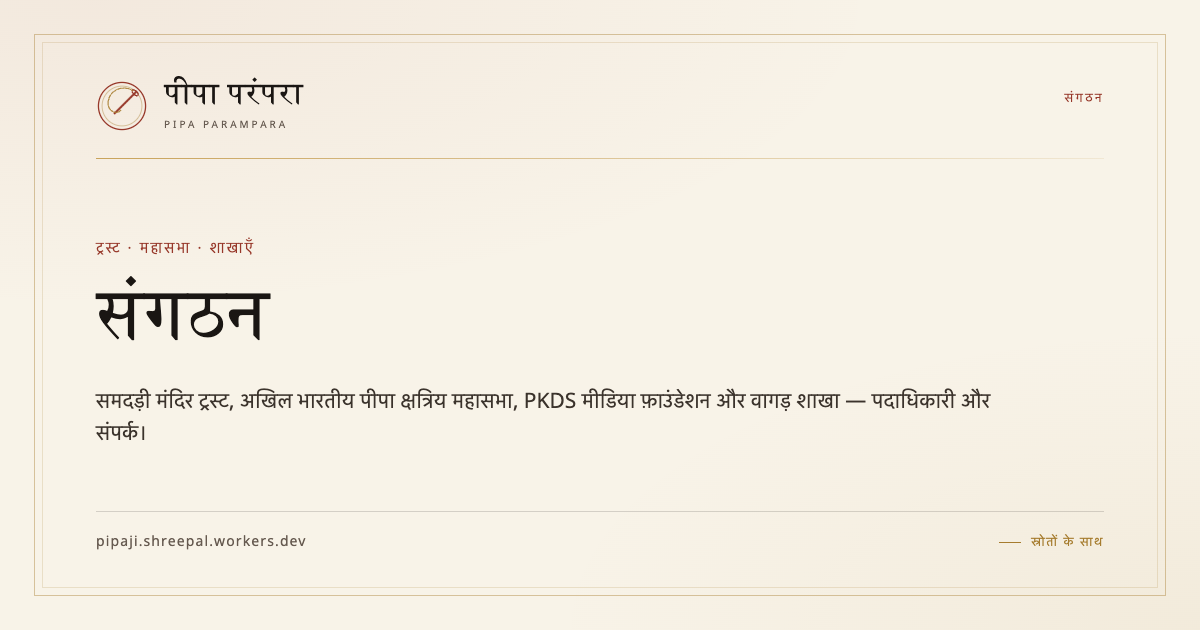 पीपा परंपरा
PIPA PARAMPARA
संगठन
ट्रस्ट · महासभा · शाखाएँ
संगठन
समदड़ी मंदिर ट्रस्ट, अखिल भारतीय पीपा क्षत्रिय महासभा, PKDS मीडिया फ़ाउंडेशन और वागड़ शाखा — पदाधिकारी और
संपर्क।
pipaji.shreepal.workers.dev
स्रोतों के साथ